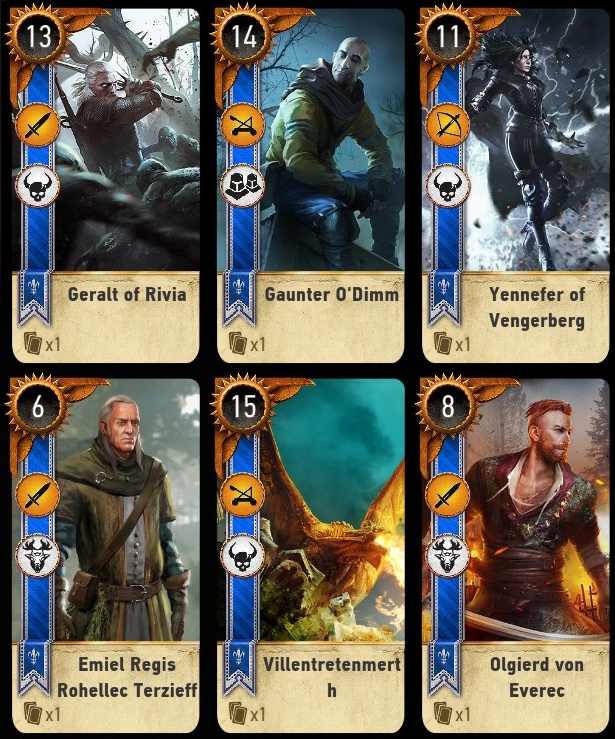 13
14
11
Geralt of Rivia
Gaunter O'Dimm
Yennefer of
Vengerberg
x1
x1
x1
6
15
8
Emiel Regis
Rohellec Terzieff
Villentretenmert
h
Olgierd von
Everec
x1
x1
x1